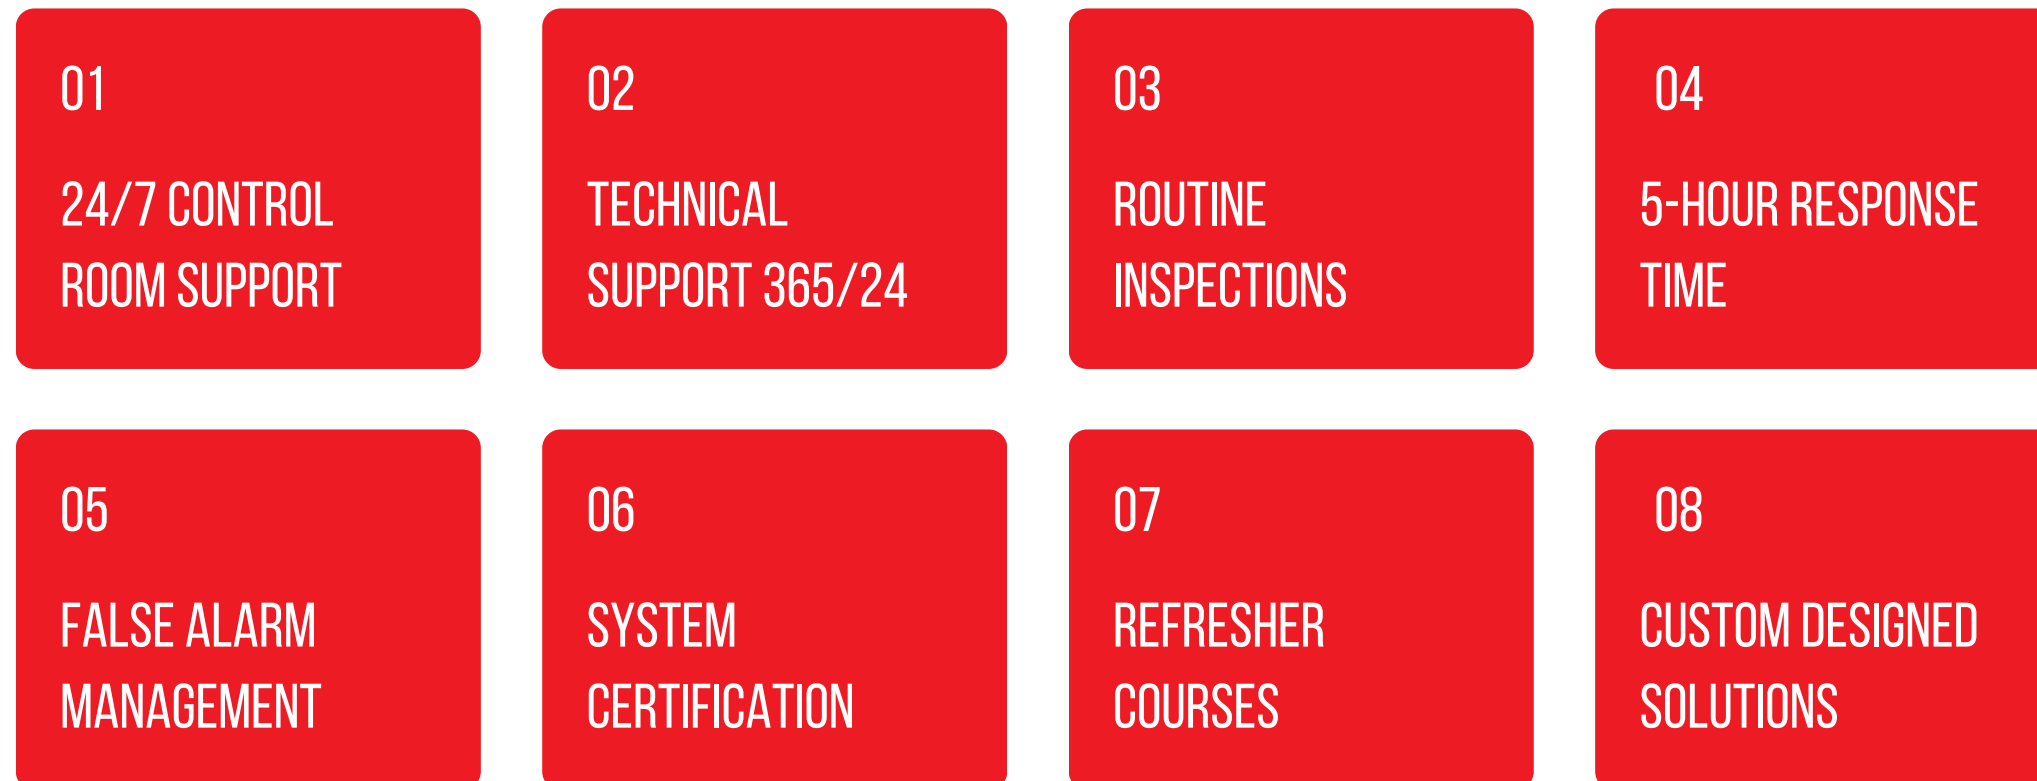 01
24/7 CONTROL
ROOM SUPPORT
02
TECHNICAL
SUPPORT 365/24
03
ROUTINE
INSPECTIONS
04
5-HOUR RESPONSE
TIME
05
FALSE ALARM
MANAGEMENT
06
SYSTEM
CERTIFICATION
07
REFRESHER
COURSES
08
CUSTOM DESIGNED
SOLUTIONS